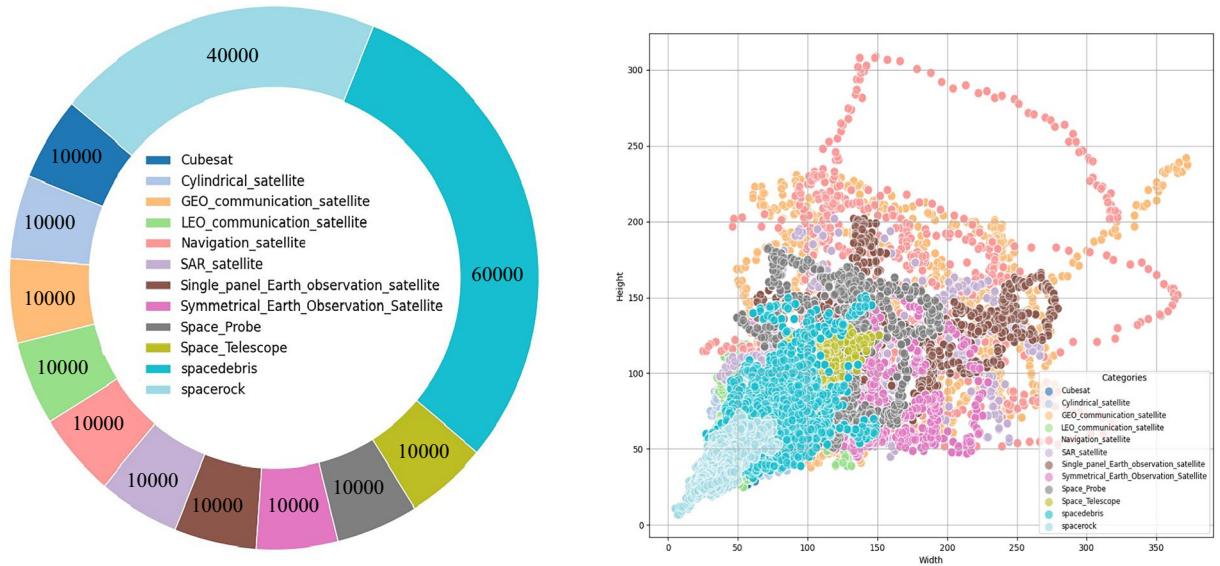 40000
60000
10000
10000
10000
10000
10000
10000
10000
10000
10000
10000
Cubesat
Cylindrical_satellite
GEO_communication_satellite
LEO_communication_satellite
Navigation_satellite
SAR_satellite
Single_panel_Earth_observation_satellite
Symmetrical_Earth_Observation_Satellite
Space_Probe
Space_Telescope
spacedebris
spacerock
Height
300
250
200
150
100
50
0
0 50 100 150 200 250 300 350
Width
Categories
Cubesat
Cylindrical_satellite
GEO_communication_satellite
LEO_communication_satellite
Navigation_satellite
SAR_satellite
Single_panel_Earth_observation_satellite
Symmetrical_Earth_Observation_Satellite
Space_Probe
Space_Telescope
spacedebris
spacerock